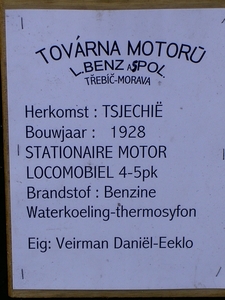 TOVÁRNA MOTORŮ
L.BENZ A SPOL.
TŘEBÍČ-MORAVA
Herkomst : TSJECHIË
Bouwjaar : 1928
STATIONAIRE MOTOR
LOCOMOBIEL 4-5pk
Brandstof : Benzine
Waterkoeling-thermosyfon
Eig: Veirman Daniël-Eeklo